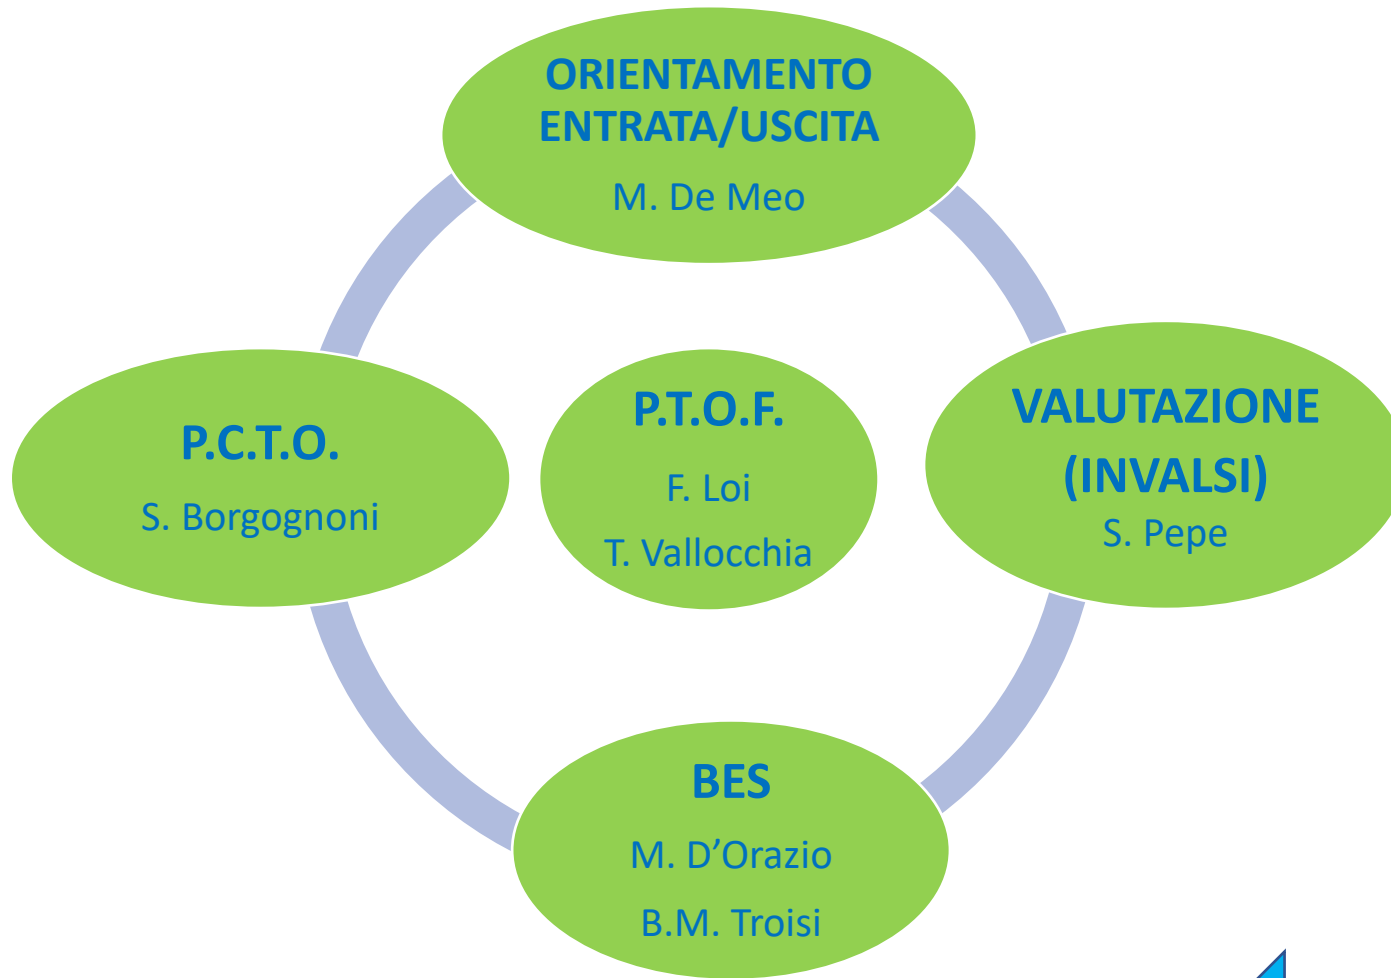 ORIENTAMENTO
ENTRATA/USCITA
M. De Meo
P.C.T.O.
S. Borgognoni
P.T.O.F.
F. Loi
T. Vallocchia
VALUTAZIONE
(INVALSI)
S. Pepe
BES
M. D’Orazio
B.M. Troisi